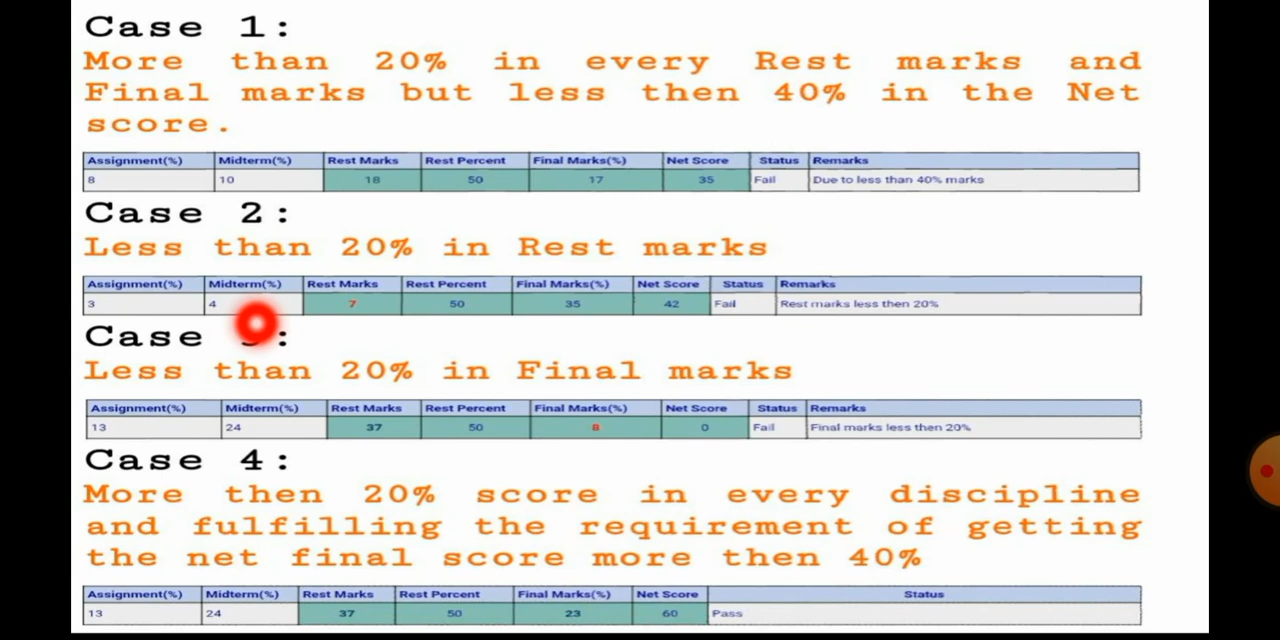 Case 1:
More than 20% in every Rest marks and
Final marks but less then 40% in the Net
score.
Assignment(%) Midterm(%) Rest Marks Rest Percent Final Marks(%) Net Score Status Remarks
8 10 18 50 17 35 Fail Due to less than 40% marks
Case 2:
Less than 20% in Rest marks
Assignment(%) Midterm(%) Rest Marks Rest Percent Final Marks(%) Net Score Status Remarks
3 4 7 50 35 42 Fail Rest marks less then 20%
Case :
Less than 20% in Final marks
Assignment(%) Midterm(%) Rest Marks Rest Percent Final Marks(%) Net Score Status Remarks
13 24 37 50 8 0 Fail Final marks less then 20%
Case 4:
More then 20% score in every discipline
and fulfilling the requirement of getting
the net final score more then 40%
Assignment(%) Midterm(%) Rest Marks Rest Percent Final Marks(%) Net Score Status
13 24 37 50 23 60 Pass